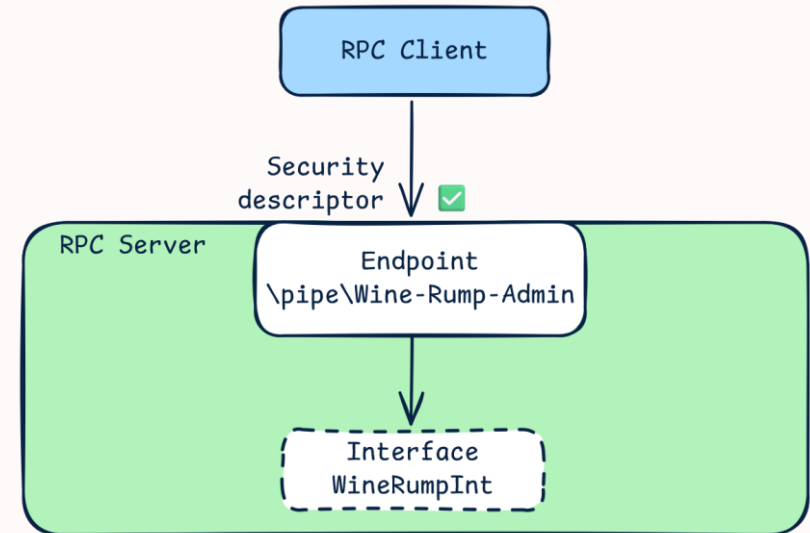 RPC Client
Security
descriptor
RPC Server
Endpoint
\pipe\Wine-Rump-Admin
Interface
WineRumpInt